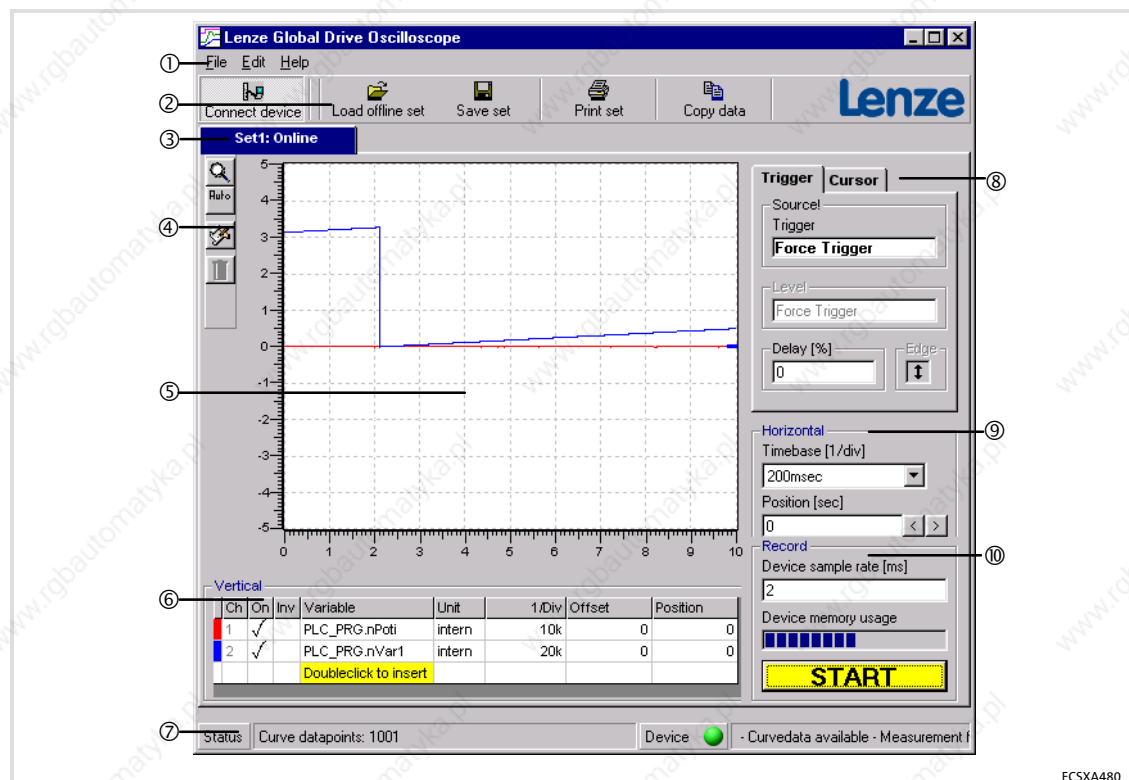 Lenze Global Drive Oscilloscope
① File Edit Help
② Connect device Load offline set Save set Print set Copy data Lenze
③ Set1: Online
④ Auto
5
4
3
2
1
0
-1
-2
-3
-4
-5
0 1 2 3 4 5 6 7 8 9 10
⑤
Trigger Cursor ⑧
Source!
Trigger
Force Trigger
Level
Force Trigger
Delay [%] Edge
0
Horizontal ⑨
Timebase [1/div]
200msec
Position [sec]
0 < >
Record ⑩
Device sample rate [ms]
2
Device memory usage
START
Vertical
⑥ Ch On Inv Variable Unit 1/Div Offset Position
1 ✓ PLC_PRG.nPoti intern 10k 0 0
2 ✓ PLC_PRG.nVar1 intern 20k 0 0
Doubleclick to insert
⑦ Status Curve datapoints: 1001 Device - Curvedata available - Measurement f
ECSXA480
www.rgbautomatyka.pl